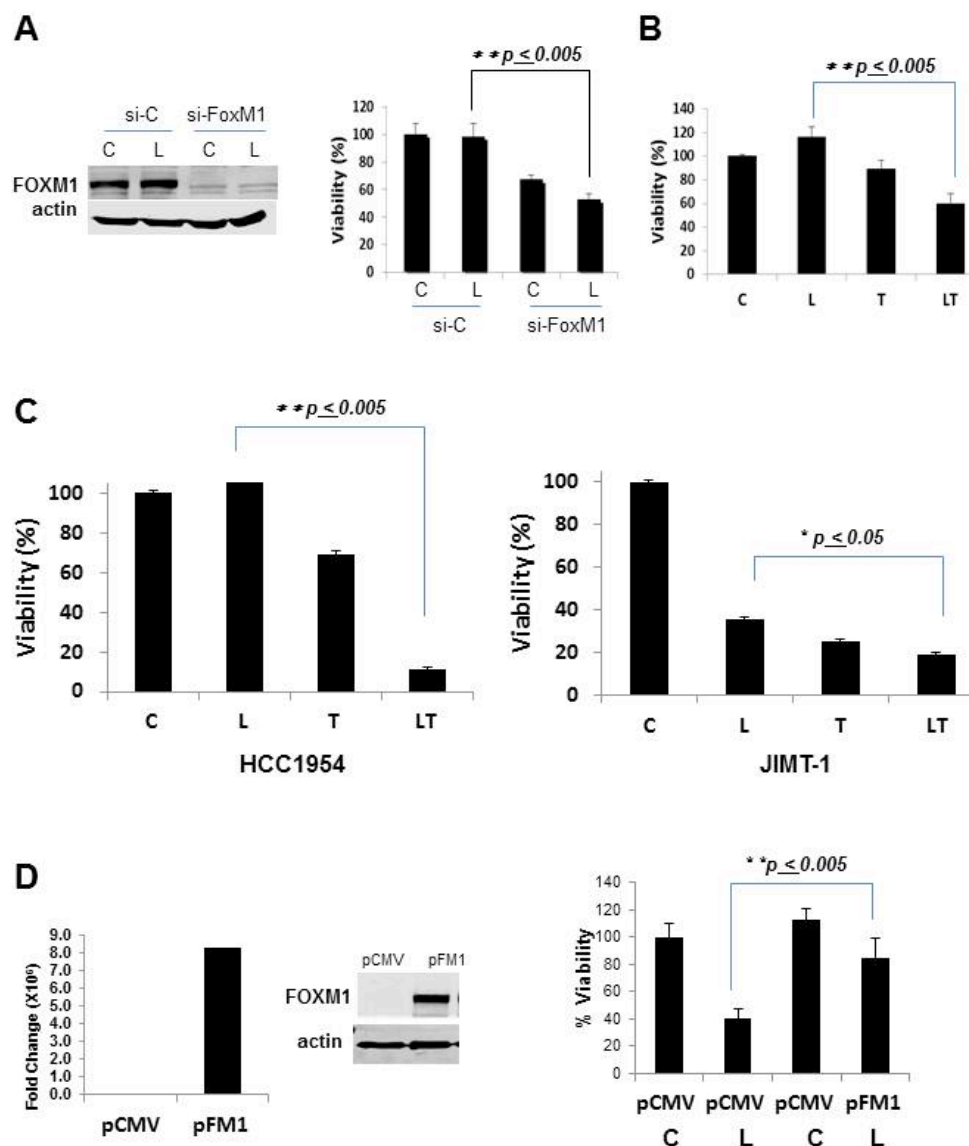 A
**p ≤ 0.005
si-C si-FoxM1
C L C L
FOXM1
actin
Viability (%)
120
100
80
60
40
20
0
C L C L
si-C si-FoxM1
B
**p ≤ 0.005
Viability (%)
140
120
100
80
60
40
20
0
C L T LT
C
**p ≤ 0.005
Viability (%)
100
80
60
40
20
0
C L T LT
HCC1954
* p ≤ 0.05
Viability (%)
100
80
60
40
20
0
C L T LT
JIMT-1
D
Fold Change (X10⁶)
9.0
8.0
7.0
6.0
5.0
4.0
3.0
2.0
1.0
0.0
pCMV pFM1
pCMV pFM1
FOXM1
actin
**p ≤ 0.005
% Viability
140
120
100
80
60
40
20
0
pCMV pCMV pCMV pFM1
C L C L